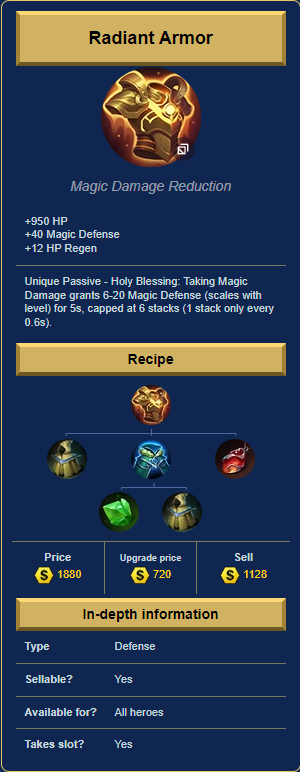 Radiant Armor
Magic Damage Reduction
+950 HP
+40 Magic Defense
+12 HP Regen
Unique Passive - Holy Blessing: Taking Magic
Damage grants 6-20 Magic Defense (scales with
level) for 5s, capped at 6 stacks (1 stack only every
0.6s).
Recipe
Price
Upgrade price
Sell
S 1880
S 720
S 1128
In-depth information
Type Defense
Sellable? Yes
Available for? All heroes
Takes slot? Yes